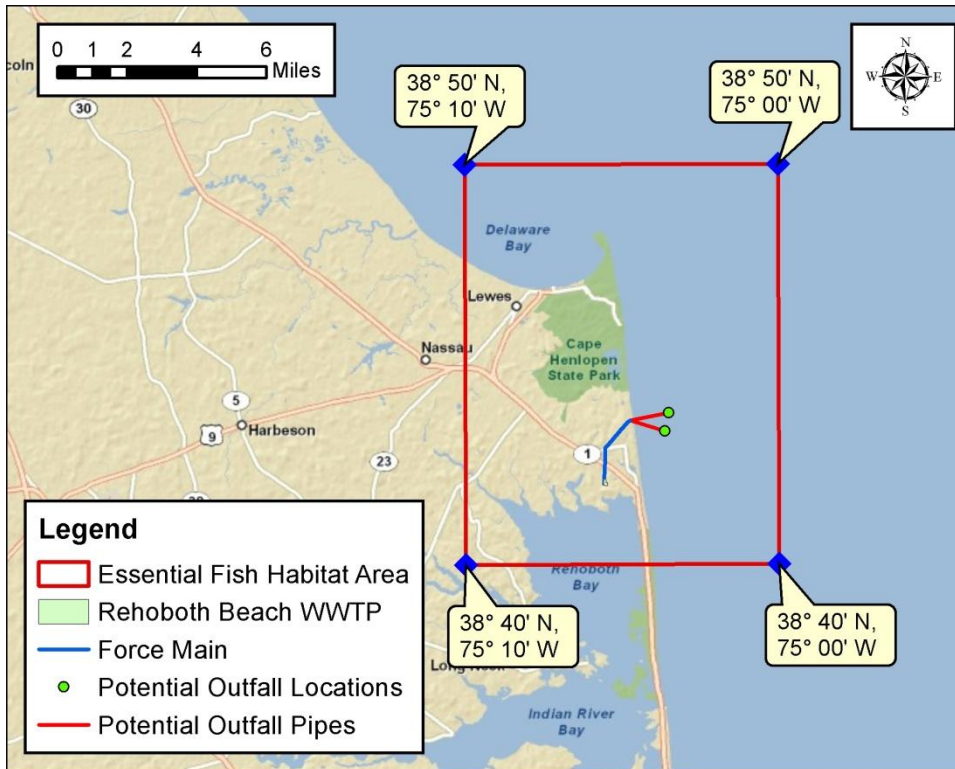 0 1 2 4 6
Miles
38° 50' N,
75° 10' W
38° 50' N,
75° 00' W
N
W E
S
coln
30
Delaware
Bay
Lewes
Cape
Henlopen
State Park
Nassau
5
9
Harbeson
23
1
Rehoboth
Bay
38° 40' N,
75° 10' W
38° 40' N,
75° 00' W
Long Neck
Indian River
Bay
Legend
Essential Fish Habitat Area
Rehoboth Beach WWTP
Force Main
Potential Outfall Locations
Potential Outfall Pipes